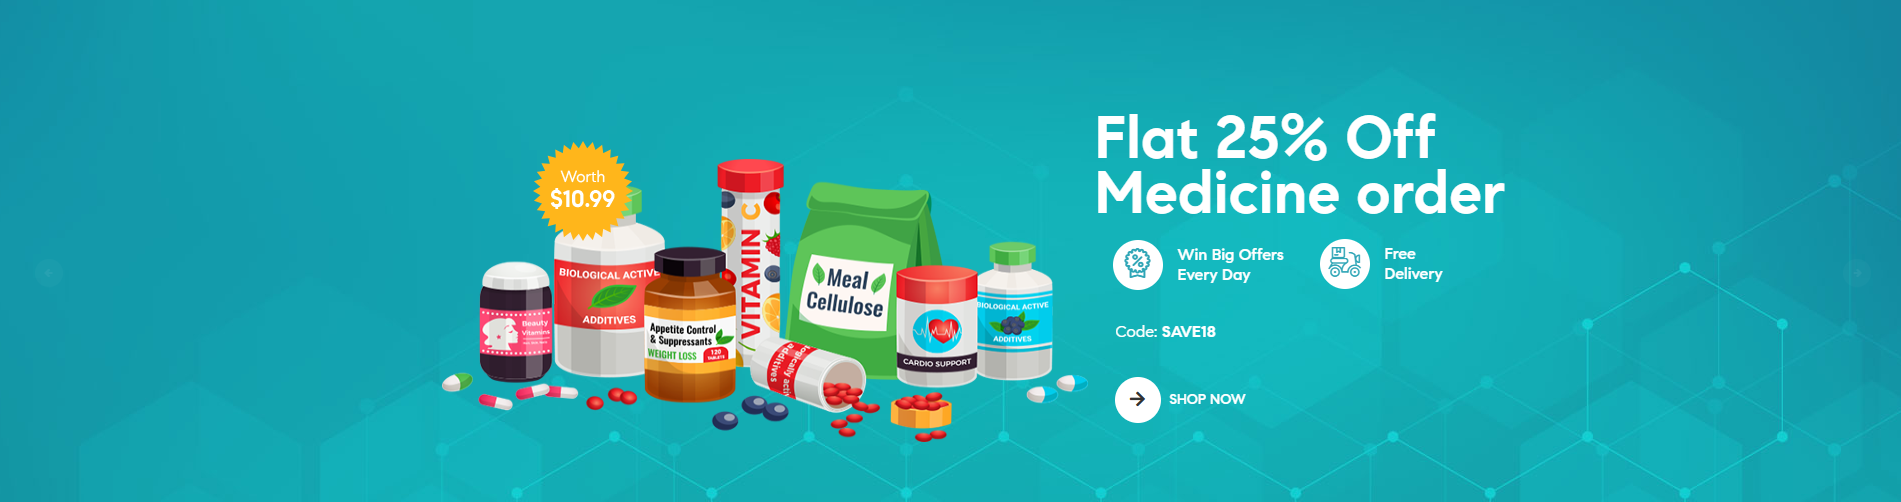 Flat 25% Off
Medicine order
Win Big Offers
Every Day
Free
Delivery
Code: SAVE18
SHOP NOW
Worth
$10.99
BIOLOGICAL ACTIVE
ADDITIVES
Beauty
Vitamins
Appetite Control
& Suppressants
WEIGHT LOSS
120
TABLETS
VITAMIN C
Meal
Cellulose
additives
CARDIO SUPPORT
BIOLOGICAL ACTIVE
ADDITIVES